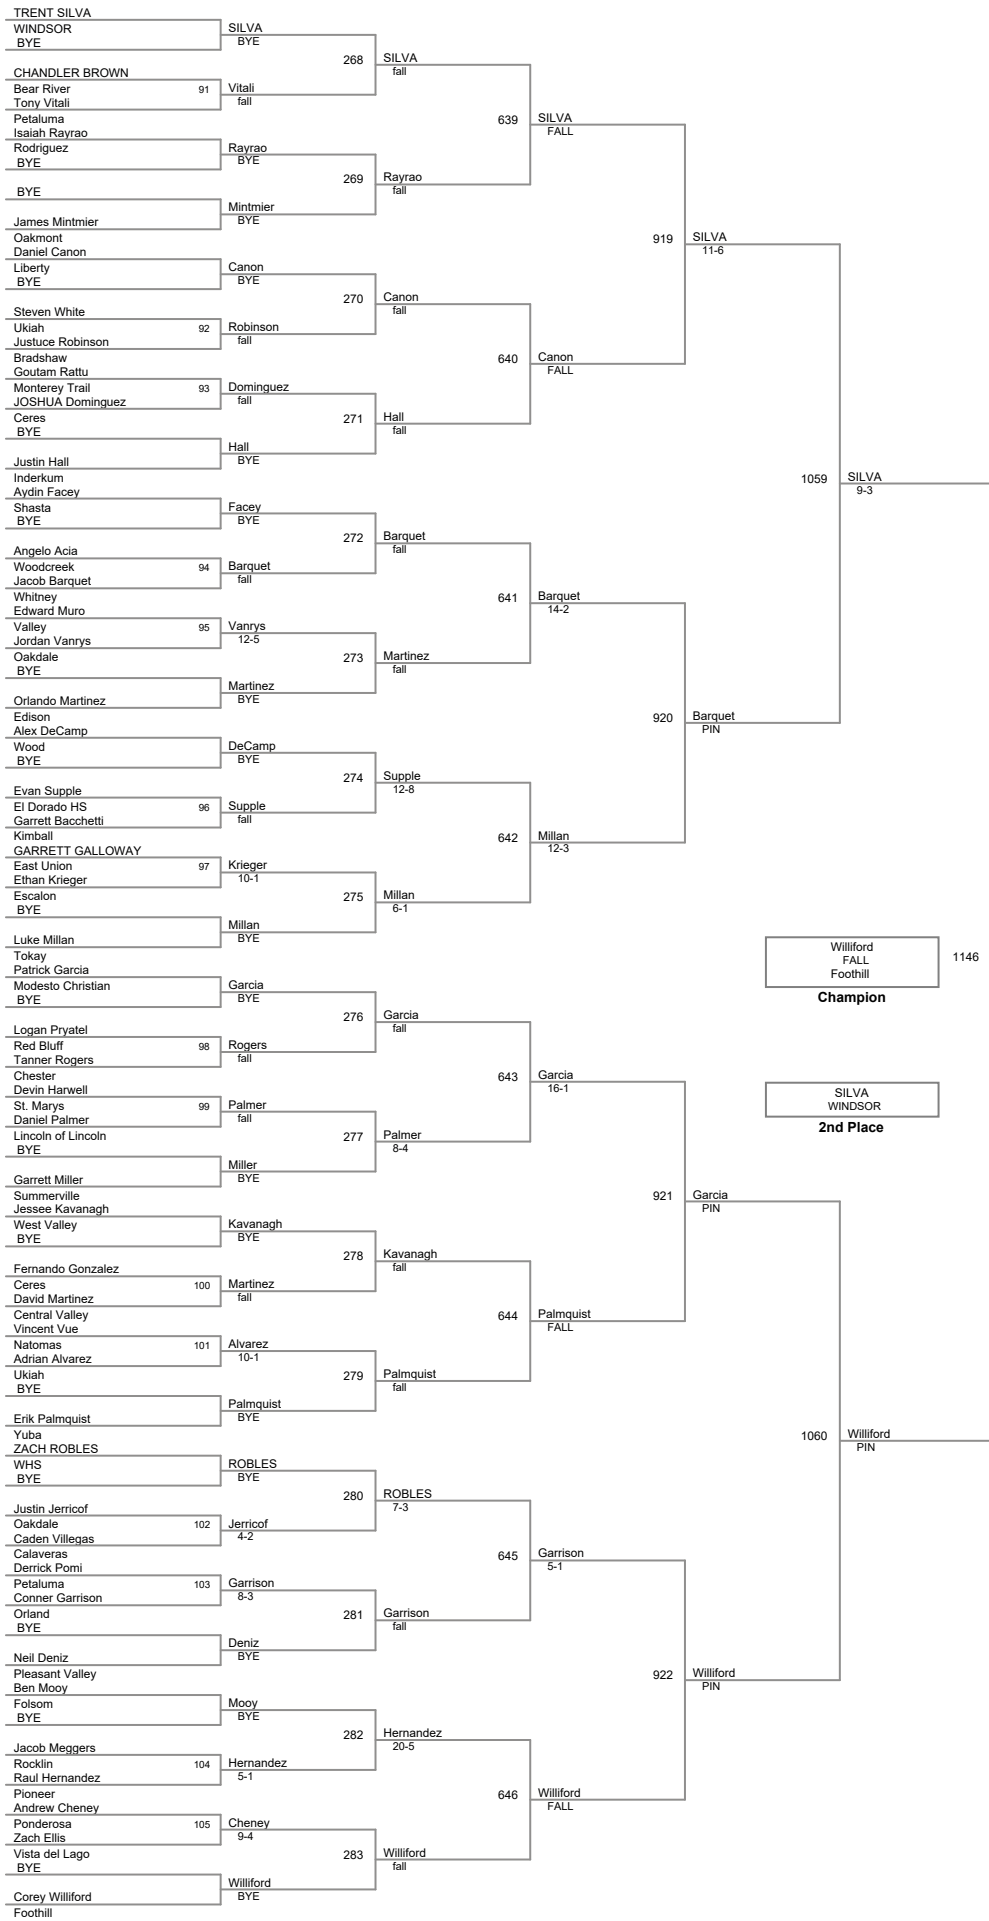 TRENT SILVA
WINDSOR
BYE
SILVA
BYE
268
SILVA
fall
CHANDLER BROWN
Bear River
91
Tony Vitali
Vitali
fall
Petaluma
639
SILVA
FALL
Isaiah Rayrao
Rodriguez
BYE
Rayrao
BYE
269
Rayrao
fall
BYE
Mintmier
BYE
James Mintmier
Oakmont
919
SILVA
11-6
Daniel Canon
Liberty
BYE
Canon
BYE
270
Canon
fall
Steven White
Ukiah
92
Justuce Robinson
Robinson
fall
Bradshaw
640
Canon
FALL
Goutam Rattu
Monterey Trail
93
JOSHUA Dominguez
Dominguez
fall
Ceres
BYE
271
Hall
fall
Hall
BYE
Justin Hall
Inderkum
1059
SILVA
9-3
Aydin Facey
Shasta
BYE
Facey
BYE
272
Barquet
fall
Angelo Acia
Woodcreek
94
Jacob Barquet
Barquet
fall
Whitney
641
Barquet
14-2
Edward Muro
Valley
95
Jordan Vanrys
Vanrys
12-5
Oakdale
BYE
273
Martinez
fall
Martinez
BYE
Orlando Martinez
Edison
920
Barquet
PIN
Alex DeCamp
Wood
BYE
DeCamp
BYE
274
Supple
12-8
Evan Supple
El Dorado HS
96
Garrett Bacchetti
Supple
fall
Kimball
642
Millan
12-3
GARRETT GALLOWAY
East Union
97
Ethan Krieger
Krieger
10-1
Escalon
BYE
275
Millan
6-1
Millan
BYE
Luke Millan
Tokay
Williford
FALL
Foothill
1146
Champion
Patrick Garcia
Modesto Christian
BYE
Garcia
BYE
276
Garcia
fall
Logan Pryatel
Red Bluff
98
Tanner Rogers
Rogers
fall
Chester
643
Garcia
16-1
SILVA
WINDSOR
2nd Place
Devin Harwell
St. Marys
99
Daniel Palmer
Palmer
fall
Lincoln of Lincoln
BYE
277
Palmer
8-4
Miller
BYE
Garrett Miller
Summerville
921
Garcia
PIN
Jessee Kavanagh
West Valley
BYE
Kavanagh
BYE
278
Kavanagh
fall
Fernando Gonzalez
Ceres
100
David Martinez
Martinez
fall
Central Valley
644
Palmquist
FALL
Vincent Vue
Natomas
101
Adrian Alvarez
Alvarez
10-1
Ukiah
BYE
279
Palmquist
fall
Palmquist
BYE
Erik Palmquist
Yuba
1060
Williford
PIN
ZACH ROBLES
WHS
BYE
ROBLES
BYE
280
ROBLES
7-3
Justin Jerricof
Oakdale
102
Caden Villegas
Jerricof
4-2
Calaveras
645
Garrison
5-1
Derrick Pomi
Petaluma
103
Conner Garrison
Garrison
8-3
Orland
BYE
281
Garrison
fall
Deniz
BYE
Neil Deniz
Pleasant Valley
922
Williford
PIN
Ben Mooy
Folsom
BYE
Mooy
BYE
282
Hernandez
20-5
Jacob Meggers
Rocklin
104
Raul Hernandez
Hernandez
5-1
Pioneer
646
Williford
FALL
Andrew Cheney
Ponderosa
105
Zach Ellis
Cheney
9-4
Vista del Lago
BYE
283
Williford
fall
Williford
BYE
Corey Williford
Foothill